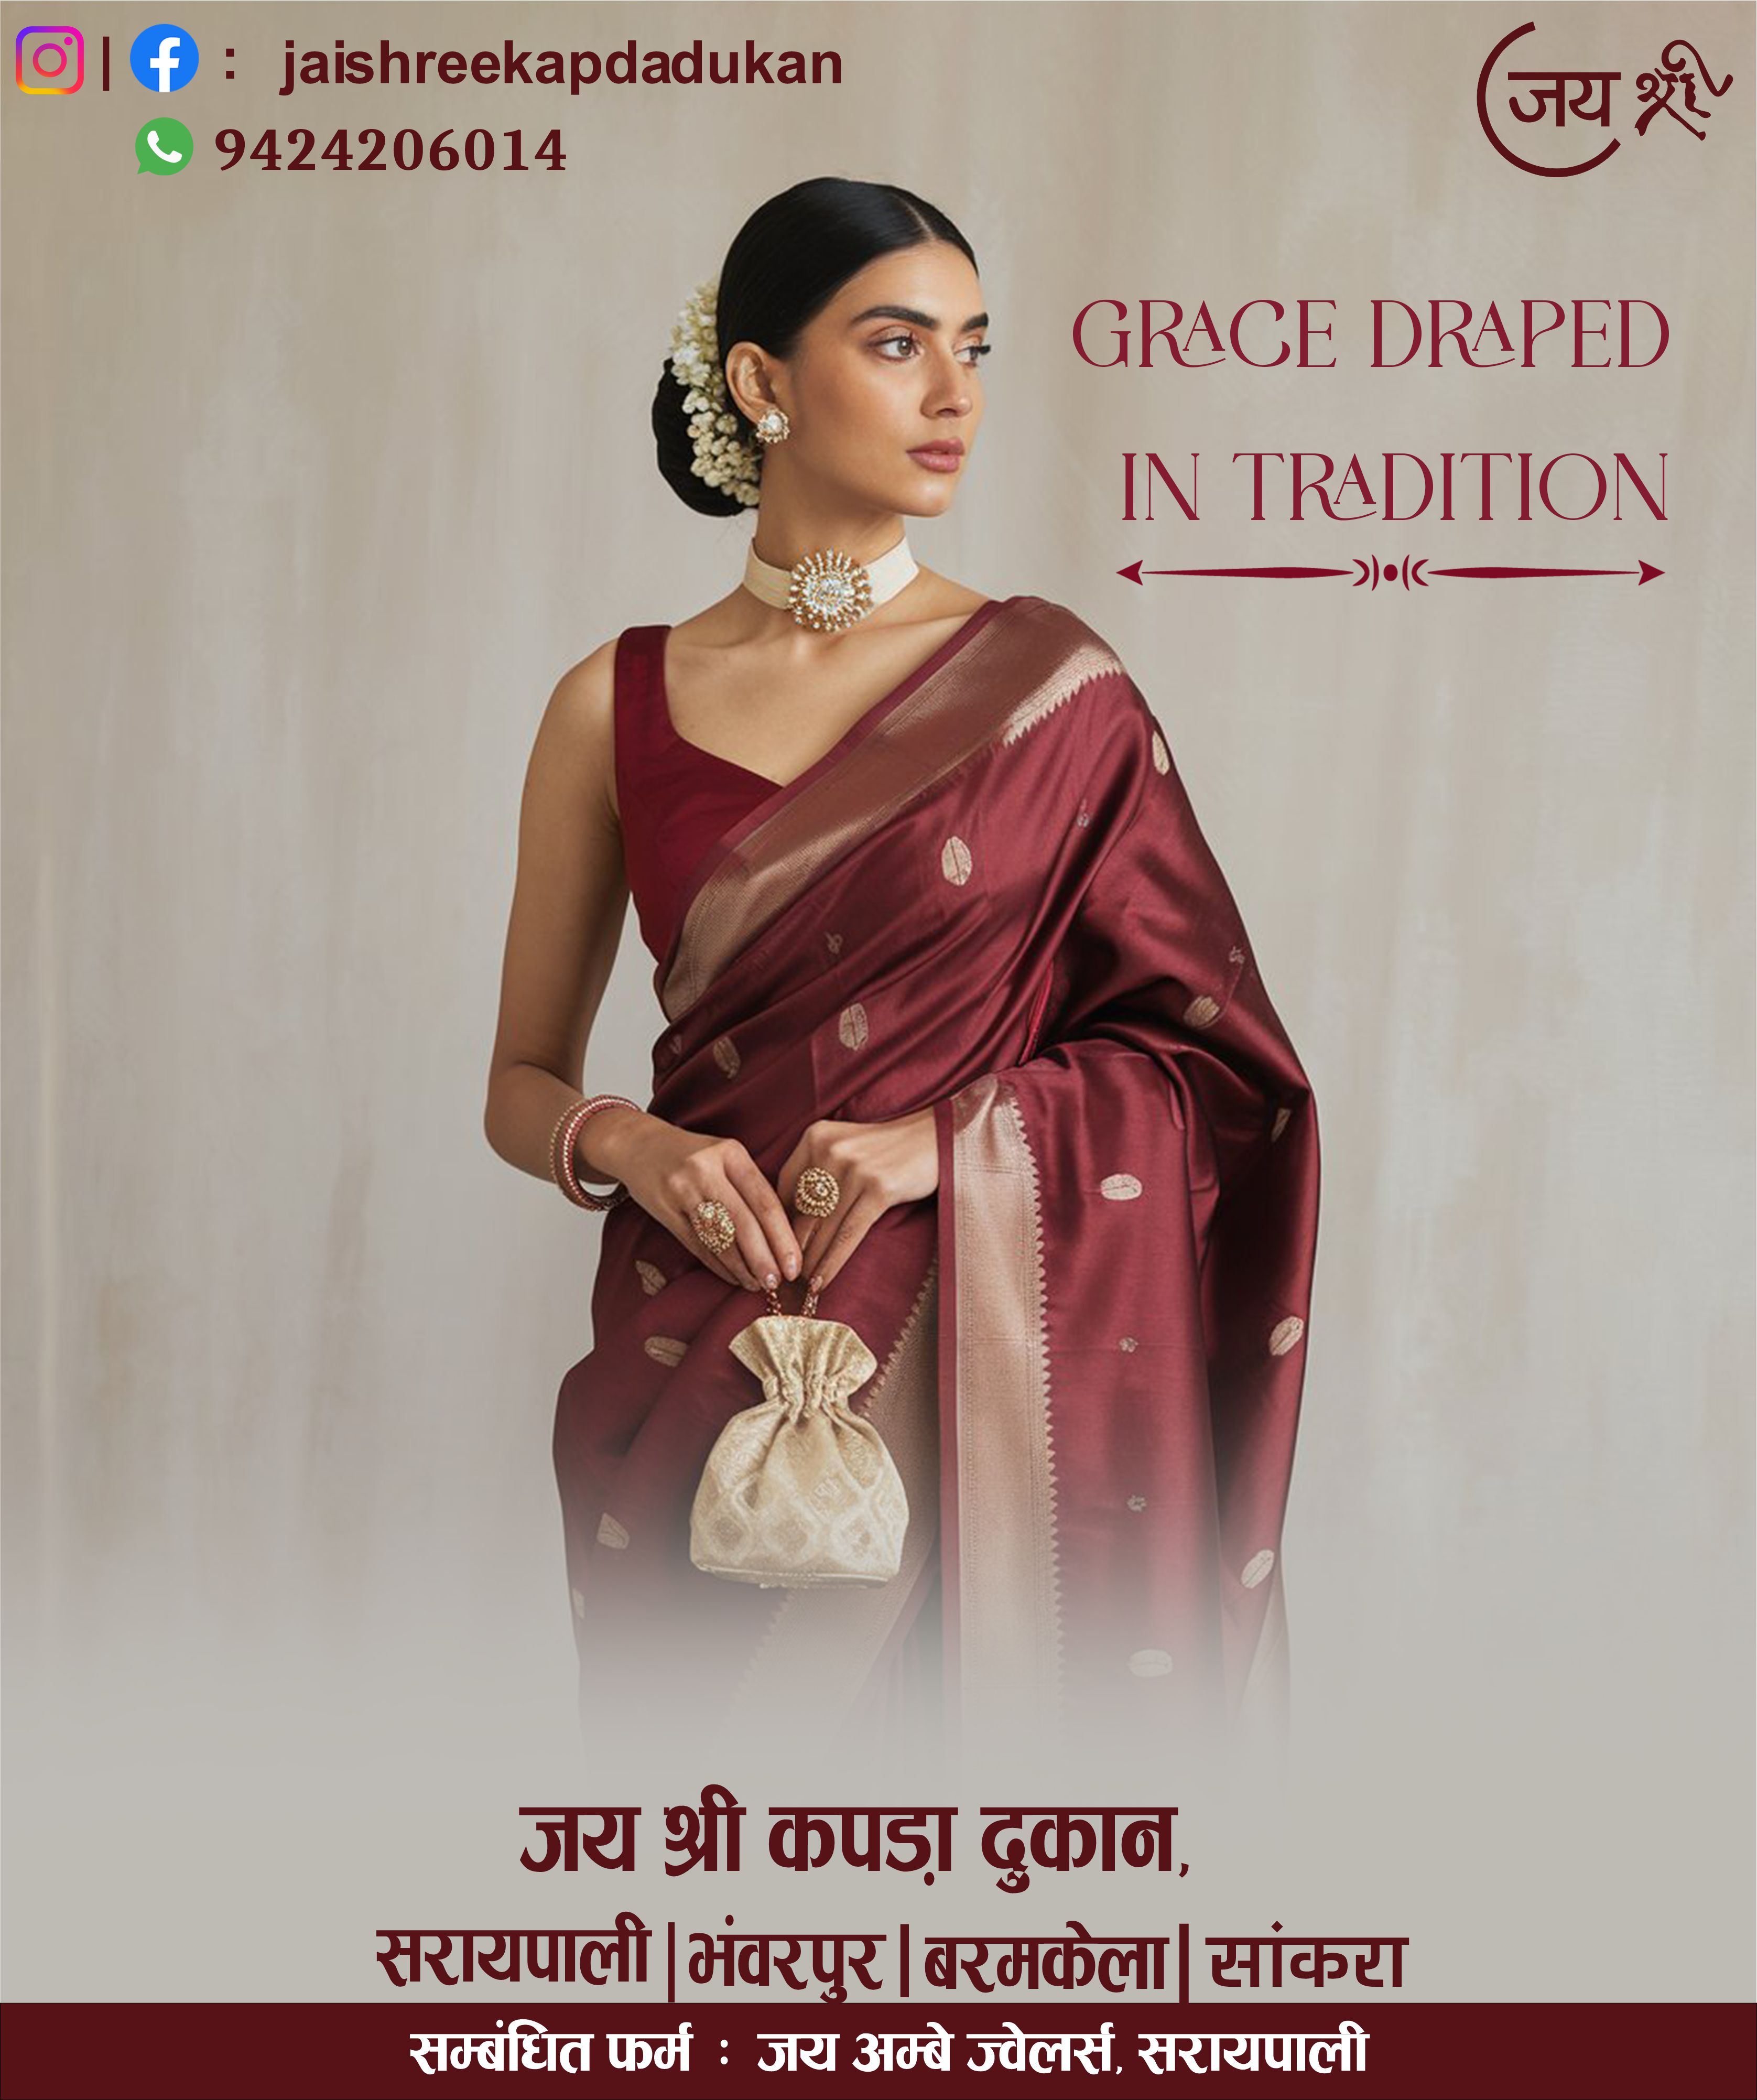 | : jaishreekapdadukan
9424206014
जय श्री
GRACE DRAPED
IN TRADITION
जय श्री कपड़ा दुकान,
सरायपाली|भंवरपुर|बरमकेला|सांकरा
सम्बंधित फर्म : जय अम्बे ज्वेलर्स, सरायपाली